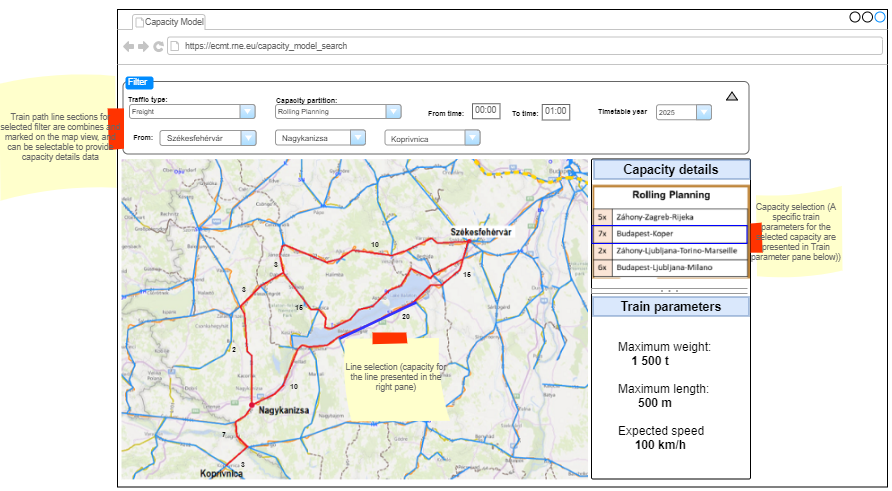 Capacity Model
https://ecmt.rne.eu/capacity_model_search
Filter
Traffic type:
Freight
Capacity partition:
Rolling Planning
From time:
00:00
To time:
01:00
Timetable year
2025
From:
Székesfehérvár
Nagykanizsa
Koprivnica
Train path line sections for
selected filter are combines and
marked on the map view, and
can be selectable to provide
capacity details data
Székesfehérvár
10
3
3
15
15
20
2
10
Nagykanizsa
7
3
Koprivnica
Line selection (capacity for
the line presented in the
right pane)
Capacity details
Rolling Planning
5x Záhony-Zagreb-Rijeka
7x Budapest-Koper
2x Záhony-Ljubljana-Torino-Marseille
6x Budapest-Ljubljana-Milano
Train parameters
Maximum weight:
1 500 t
Maximum length:
500 m
Expected speed
100 km/h
Capacity selection (A
specific train
parameters for the
selected capacity are
presented in Train
parameter pane below))